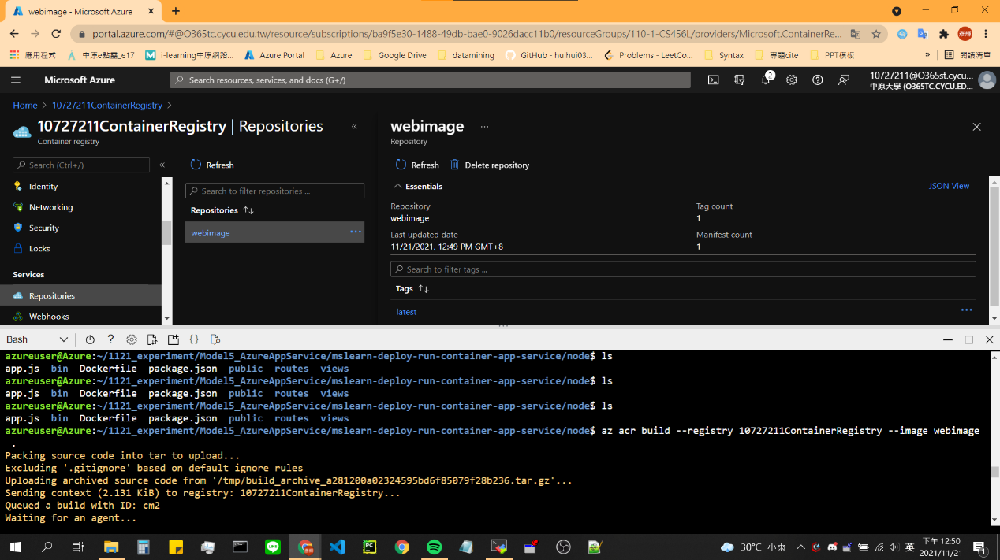 webimage - Microsoft Azure
portal.azure.com/#@O365tc.cycu.edu.tw/resource/subscriptions/ba9f5e30-1488-49db-bae0-9026dacc11b0/resourceGroups/110-1-CS456L/providers/Microsoft.ContainerRe...
應用程式 中原e點靈_e17 i-learning中原網路... Azure Portal Azure Google Drive datamining GitHub - huihui03... Problems - LeetCo... Syntax 專題cite PPT模板 » 閱讀清單
Microsoft Azure
Search resources, services, and docs (G+/)
2
10727211@O365st.cycu...
中原大學 (O365TC.CYCU.ED...
Home > 10727211ContainerRegistry >
10727211ContainerRegistry | Repositories
Container registry
Search (Ctrl+/)
Identity
Networking
Security
Locks
Services
Repositories
Webhooks
Refresh
Search to filter repositories ...
Repositories ↑↓
webimage
webimage ...
Repository
Refresh Delete repository
Essentials
JSON View
Repository
webimage
Tag count
1
Last updated date
11/21/2021, 12:49 PM GMT+8
Manifest count
1
Search to filter tags ...
Tags ↑↓
latest
Bash
azureuser@Azure:~/1121_experiment/Model5_AzureAppService/mslearn-deploy-run-container-app-service/node$ ls
app.js bin Dockerfile package.json public routes views
azureuser@Azure:~/1121_experiment/Model5_AzureAppService/mslearn-deploy-run-container-app-service/node$ ls
app.js bin Dockerfile package.json public routes views
azureuser@Azure:~/1121_experiment/Model5_AzureAppService/mslearn-deploy-run-container-app-service/node$ ls
app.js bin Dockerfile package.json public routes views
azureuser@Azure:~/1121_experiment/Model5_AzureAppService/mslearn-deploy-run-container-app-service/node$ az acr build --registry 10727211ContainerRegistry --image webimage
.
Packing source code into tar to upload...
Excluding '.gitignore' based on default ignore rules
Uploading archived source code from '/tmp/build_archive_a281200a02324595bd6f85079f28b236.tar.gz'...
Sending context (2.131 KiB) to registry: 10727211ContainerRegistry...
Queued a build with ID: cm2
Waiting for an agent...
30°C 小雨
英
下午 12:50
2021/11/21
1